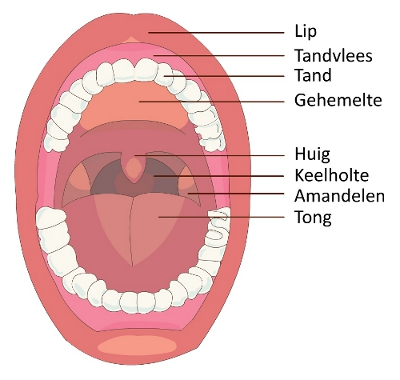 Lip
Tandvlees
Tand
Gehemelte
Huig
Keelholte
Amandelen
Tong